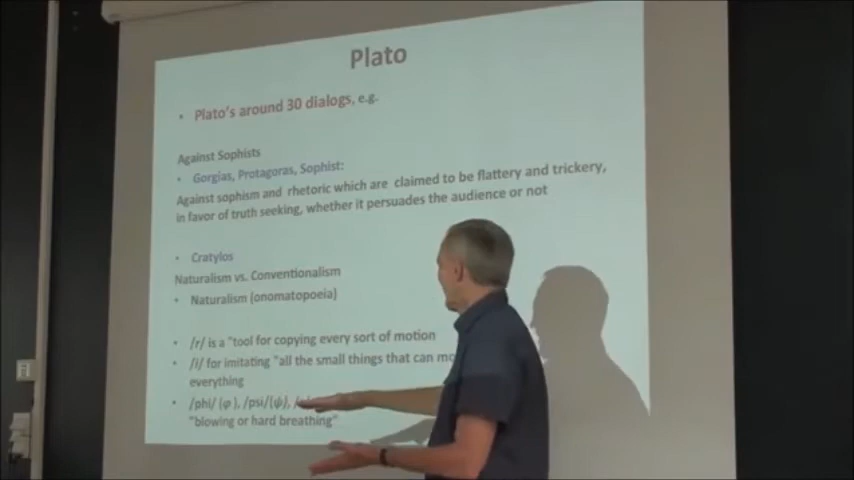 Plato
• Plato's around 30 dialogs, e.g.
Against Sophists
• Gorgias, Protagoras, Sophist:
Against sophism and rhetoric which are claimed to be flattery and trickery,
in favor of truth seeking, whether it persuades the audience or not
• Cratylos
Naturalism vs. Conventionalism
• Naturalism (onomatopoeia)
• /r/ is a "tool for copying every sort of motion
• /i/ for imitating "all the small things that can
everything
• /phi/ (φ ), /psi/(ψ),
"blowing or hard breathing"